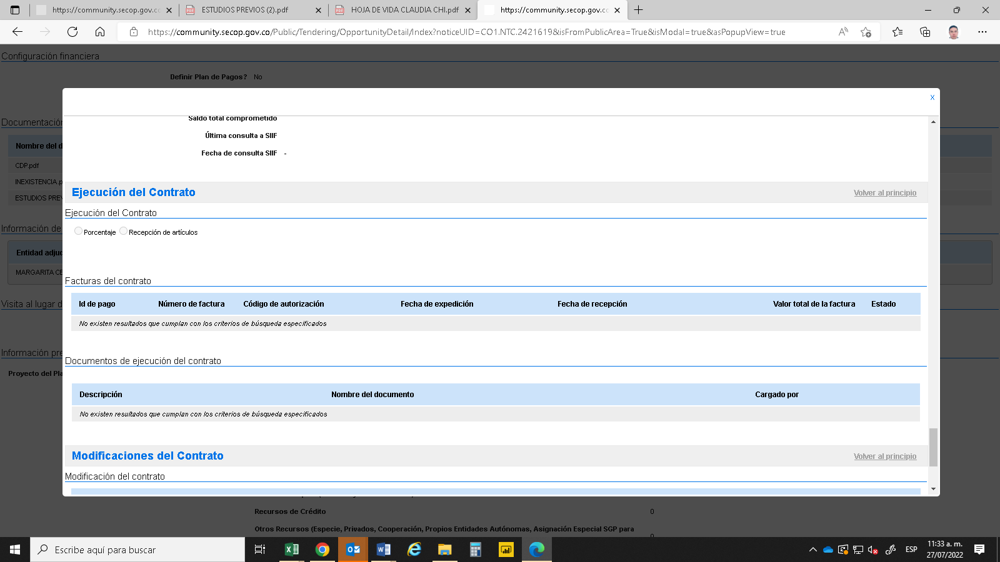 https://community.secop.gov.co
ESTUDIOS PREVIOS (2).pdf
HOJA DE VIDA CLAUDIA CHI.pdf
https://community.secop.gov.cc
https://community.secop.gov.co/Public/Tendering/OpportunityDetail/Index?noticeUID=CO1.NTC.2421619&isFromPublicArea=True&isModal=true&asPopupView=true
Configuración financiera
Definir Plan de Pagos? No
X
Saldo total comprometido
Documentación
Última consulta a SIIF
Nombre del d
Fecha de consulta SIIF -
CDP.pdf
INEXISTENCIA.p
Ejecución del Contrato Volver al principio
ESTUDIOS PREV
Ejecución del Contrato
Información de
Porcentaje Recepción de artículos
Entidad adjud
MARGARITA CE
Facturas del contrato
Id de pago Número de factura Código de autorización Fecha de expedición Fecha de recepción Valor total de la factura Estado
Visita al lugar d
No existen resultados que cumplan con los criterios de búsqueda especificados
Información pre
Documentos de ejecución del contrato
Proyecto del Pla
Descripción Nombre del documento Cargado por
No existen resultados que cumplan con los criterios de búsqueda especificados
Modificaciones del Contrato Volver al principio
Modificación del contrato
Recursos de Crédito 0
Otros Recursos (Especie, Privados, Cooperación, Propios Entidades Autónomas, Asignación Especial SGP para 0
Escribe aquí para buscar
ESP
11:33 a. m.
27/07/2022